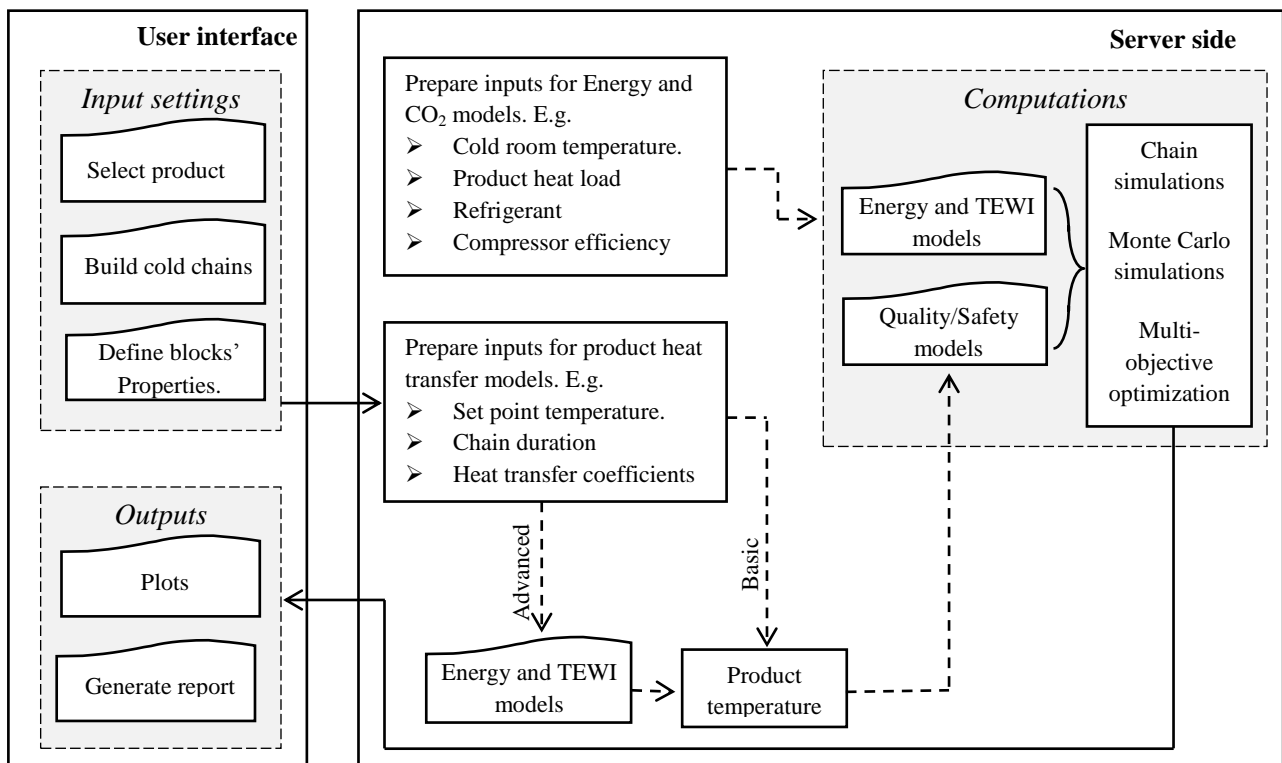 User interface
Input settings
Select product
Build cold chains
Define blocks’
Properties.
Outputs
Plots
Generate report
Server side
Prepare inputs for Energy and
CO₂ models. E.g.
➢ Cold room temperature.
➢ Product heat load
➢ Refrigerant
➢ Compressor efficiency
Prepare inputs for product heat
transfer models. E.g.
➢ Set point temperature.
➢ Chain duration
➢ Heat transfer coefficients
Advanced
Basic
Energy and TEWI
models
Product
temperature
Computations
Energy and TEWI
models
Quality/Safety
models
Chain
simulations
Monte Carlo
simulations
Multi-
objective
optimization